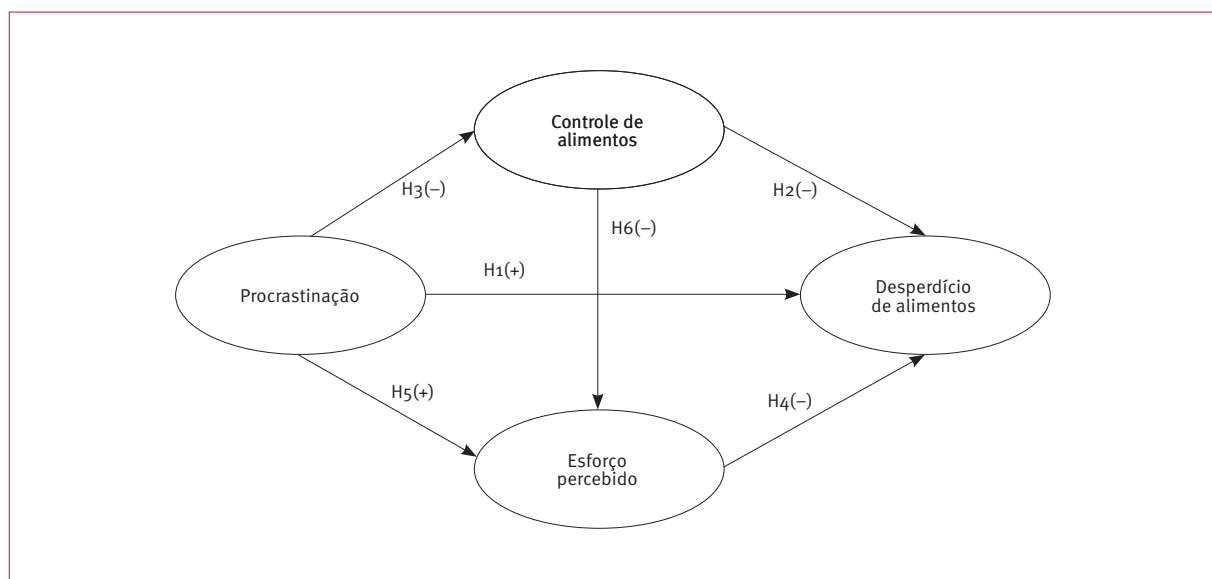 Controle de
alimentos
H3(–)
H2(–)
H6(–)
Procrastinação
H1(+)
Desperdício
de alimentos
H5(+)
H4(–)
Esforço
percebido